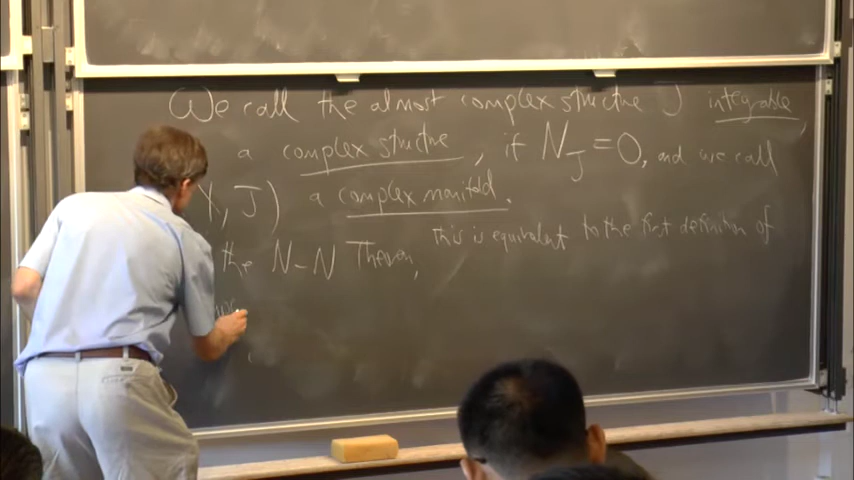 We call the almost complex structure J integrable,
a complex structure, if N_J = 0, and we call
X, J) a complex manifold.
the N-N Theorem, this is equivalent to the first definition of